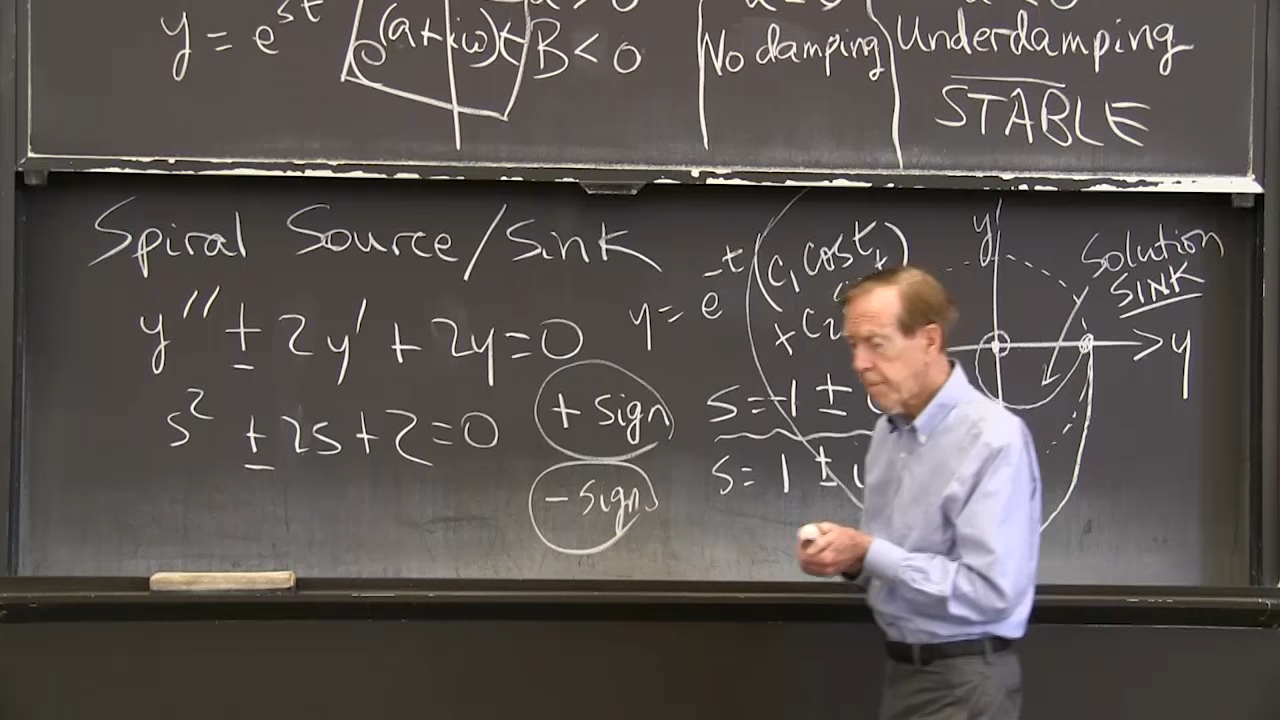 y = e^{st} e^{(a+iω)t} B < 0
No damping
Underdamping
STABLE
Spiral Source/Sink
y'' ± 2y' + 2y = 0
s² ± 2s + 2 = 0
+ sign
- sign
y = e^{-t} (c₁ cos t
s = -1 ±
s = 1 ±
y'
Solution
SINK
y